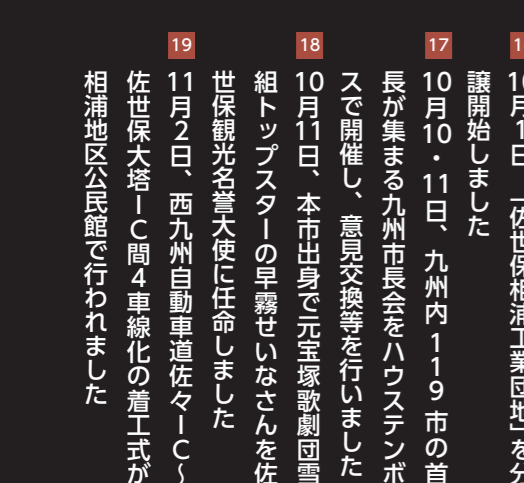 10月1日、「佐世保相浦工業団地」を分
譲開始しました
17
10月10・11日、九州内119市の首
長が集まる九州市長会をハウステンボ
スで開催し、意見交換等を行いました
18
10月11日、本市出身で元宝塚歌劇団雪
組トップスターの早霧せいなさんを佐
世保観光名誉大使に任命しました
19
11月2日、西九州自動車道佐々IC〜
佐世保大塔IC間4車線化の着工式が
相浦地区公民館で行われました